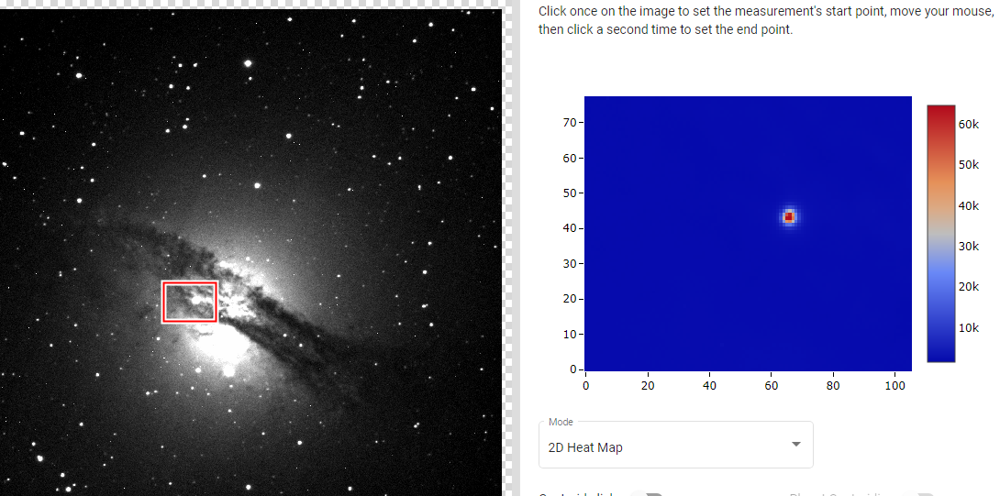 Click once on the image to set the measurement's start point, move your mouse,
then click a second time to set the end point.
70
60
50
40
30
20
10
0
0 20 40 60 80 100
60k
50k
40k
30k
20k
10k
Mode
2D Heat Map